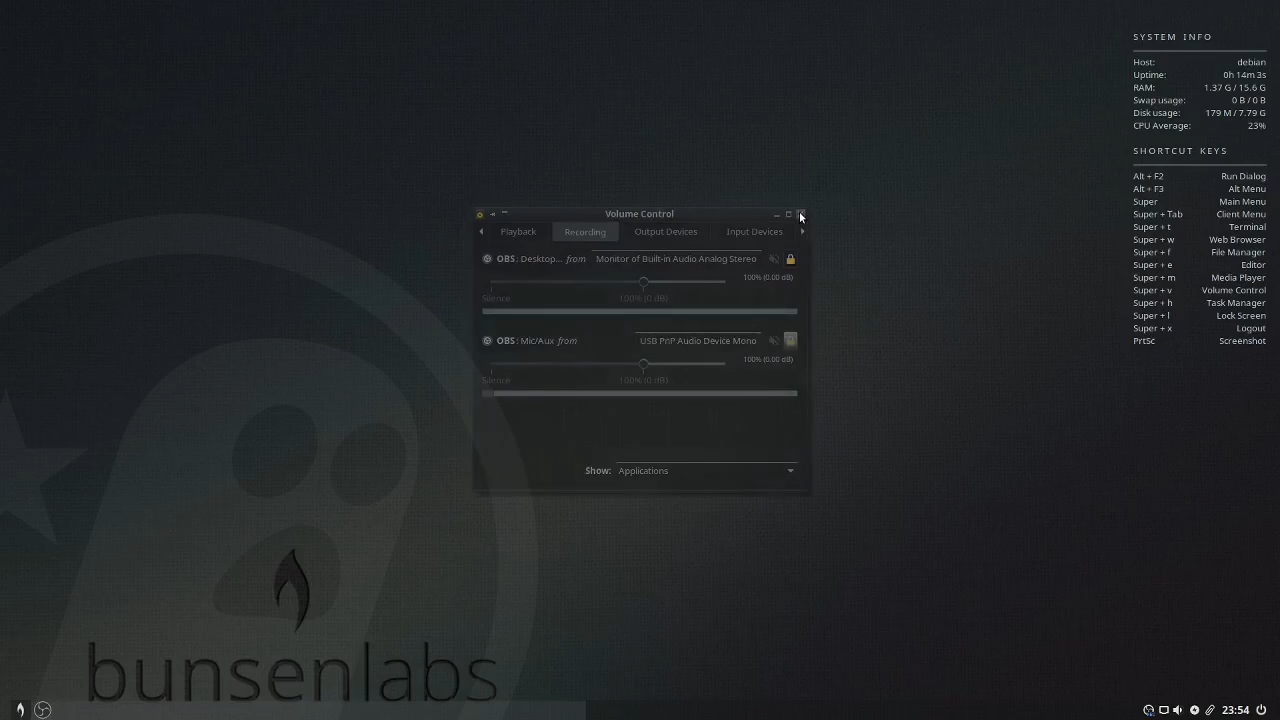 SYSTEM INFO
Host: debian
Uptime: 0h 14m 3s
RAM: 1.37 G / 15.6 G
Swap usage: 0 B / 0 B
Disk usage: 179 M / 7.79 G
CPU Average: 23%
SHORTCUT KEYS
Alt + F2 Run Dialog
Alt + F3 Alt Menu
Super Main Menu
Super + Tab Client Menu
Super + t Terminal
Super + w Web Browser
Super + f File Manager
Super + e Editor
Super + m Media Player
Super + v Volume Control
Super + h Task Manager
Super + l Lock Screen
Super + x Logout
PrtSc Screenshot
Volume Control
Playback Recording Output Devices Input Devices
OBS: Desktop... from Monitor of Built-in Audio Analog Stereo
100% (0.00 dB)
Silence 100% (0 dB)
OBS: Mic/Aux from USB PnP Audio Device Mono
100% (0.00 dB)
Silence 100% (0 dB)
Show: Applications
bunsenlabs
23:54